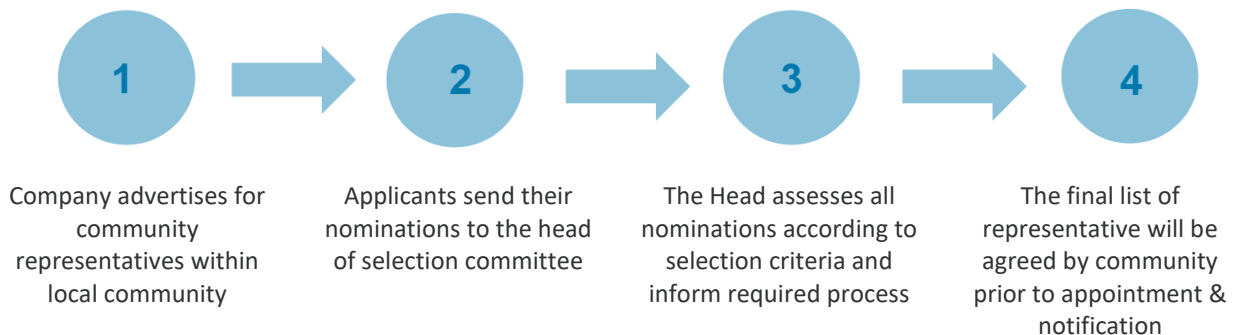 1
2
3
4
Company advertises for
community
representatives within
local community
Applicants send their
nominations to the head
of selection committee
The Head assesses all
nominations according to
selection criteria and
inform required process
The final list of
representative will be
agreed by community
prior to appointment &
notification